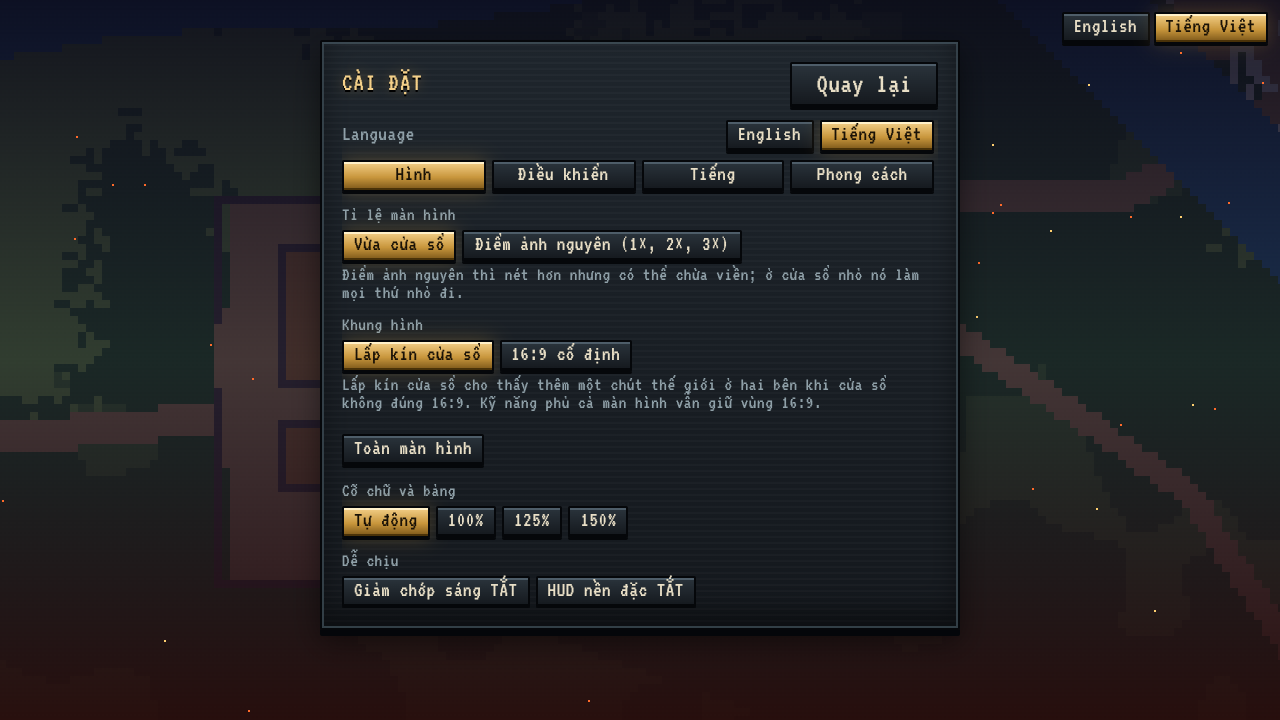 English Tiếng Việt
CÀI ĐẶT
Quay lại
Language
English Tiếng Việt
Hình Điều khiển Tiếng Phong cách
Tỉ lệ màn hình
Vừa cửa sổ Điểm ảnh nguyên (1X, 2X, 3X)
Điểm ảnh nguyên thì nét hơn nhưng có thể chừa viền; ở cửa sổ nhỏ nó làm
mọi thứ nhỏ đi.
Khung hình
Lấp kín cửa sổ 16:9 cố định
Lấp kín cửa sổ cho thấy thêm một chút thế giới ở hai bên khi cửa sổ
không đúng 16:9. Kỹ năng phủ cả màn hình vẫn giữ vùng 16:9.
Toàn màn hình
Cỡ chữ và bảng
Tự động 100% 125% 150%
Dễ chịu
Giảm chớp sáng TẮT HUD nền đặc TẮT